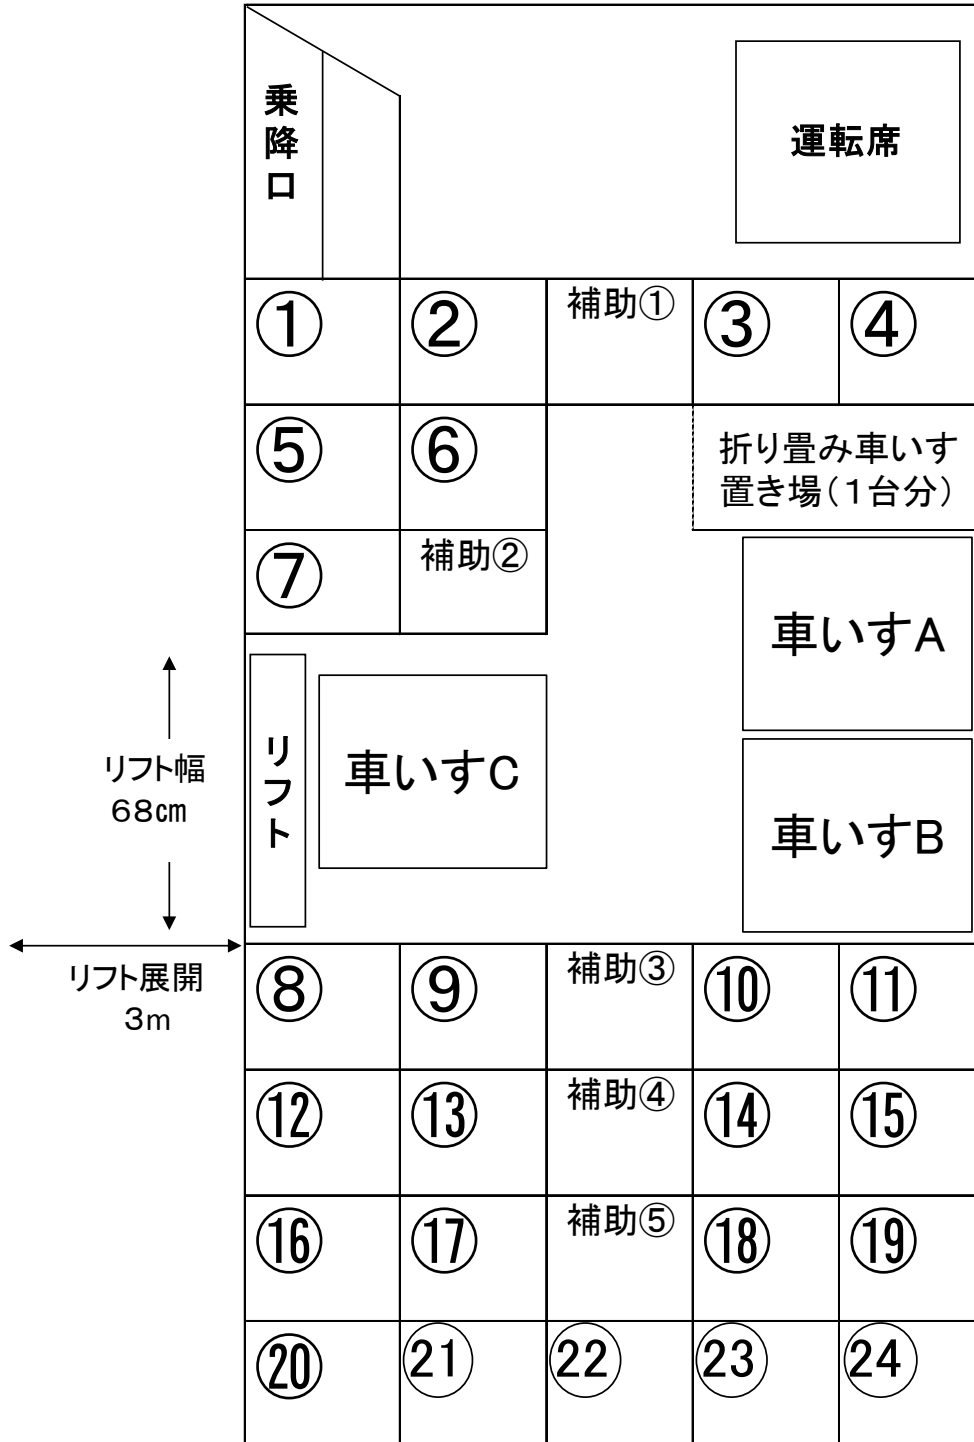 乗降口
運転席
①
②
補助①
③
④
⑤
⑥
折り畳み車いす
置き場（１台分）
⑦
補助②
車いすA
リフト幅
６８㎝
リフト
車いすC
車いすB
リフト展開
３ｍ
⑧
⑨
補助③
⑩
⑪
⑫
⑬
補助④
⑭
⑮
⑯
⑰
補助⑤
⑱
⑲
⑳
21
22
23
24